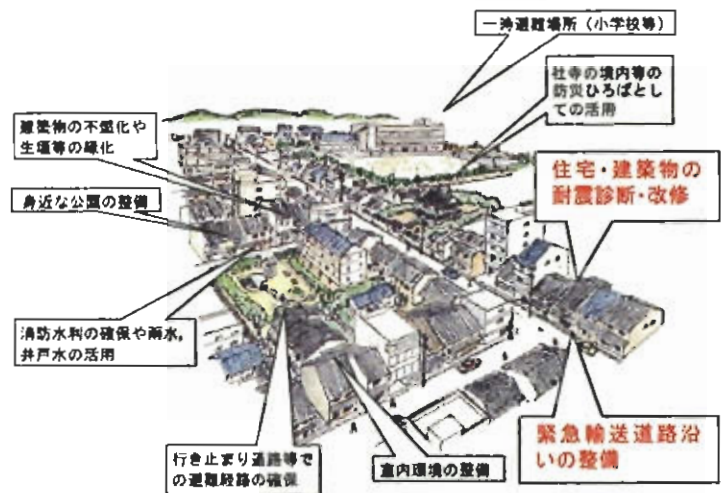 一時避難場所（小学校等）
社寺の境内等の
防災ひろばとし
ての活用
建築物の不燃化や
生垣等の緑化
住宅・建築物の
耐震診断・改修
身近な公園の整備
消防水利の確保や雨水，
井戸水の活用
緊急輸送道路沿
いの整備
行き止まり道路等で
の避難経路の確保
室内環境の整備